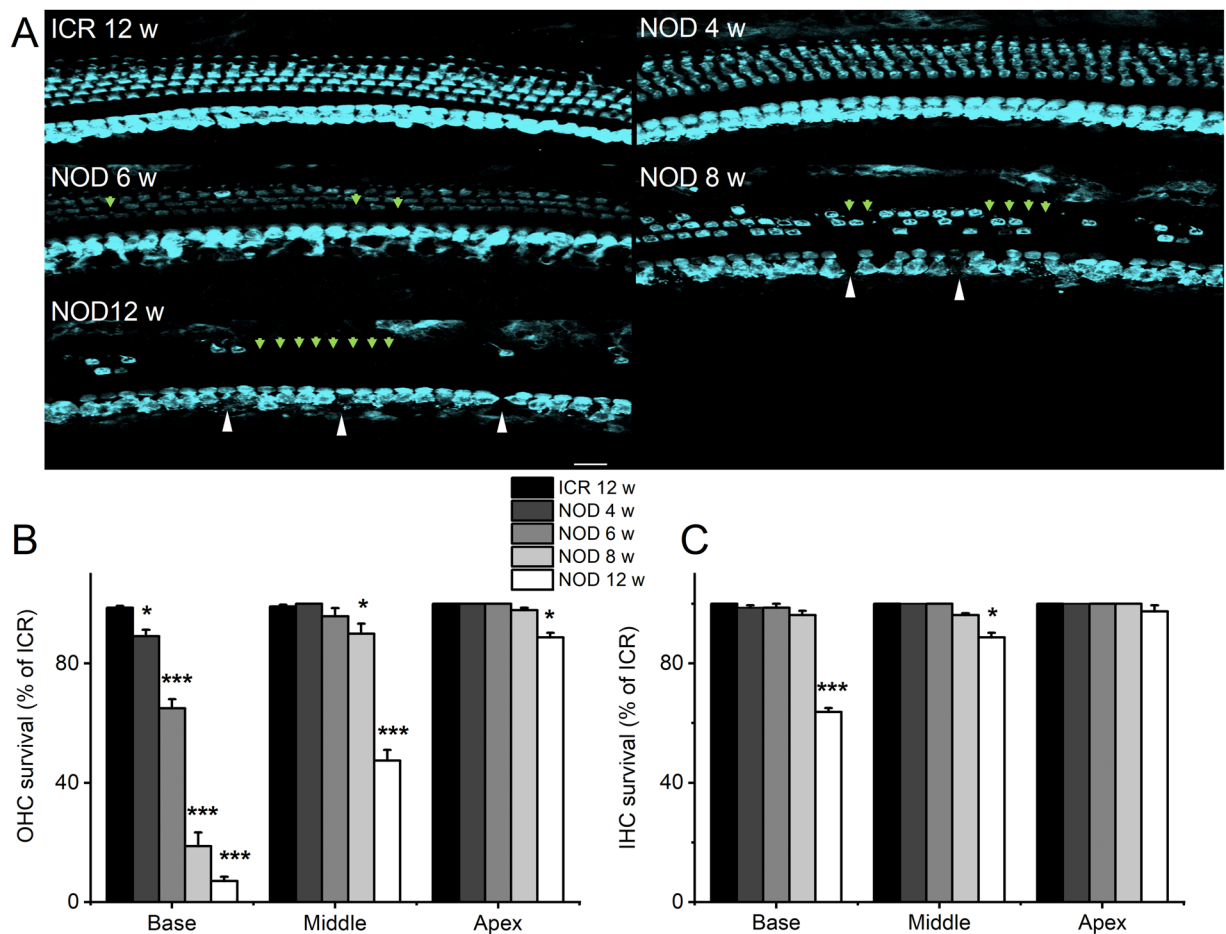 A
ICR 12 w
NOD 4 w
NOD 6 w
NOD 8 w
NOD12 w
ICR 12 w
NOD 4 w
NOD 6 w
NOD 8 w
NOD 12 w
B
OHC survival (% of ICR)
80
40
0
*
***
***
***
*
***
*
Base
Middle
Apex
C
IHC survival (% of ICR)
80
40
0
***
*
Base
Middle
Apex